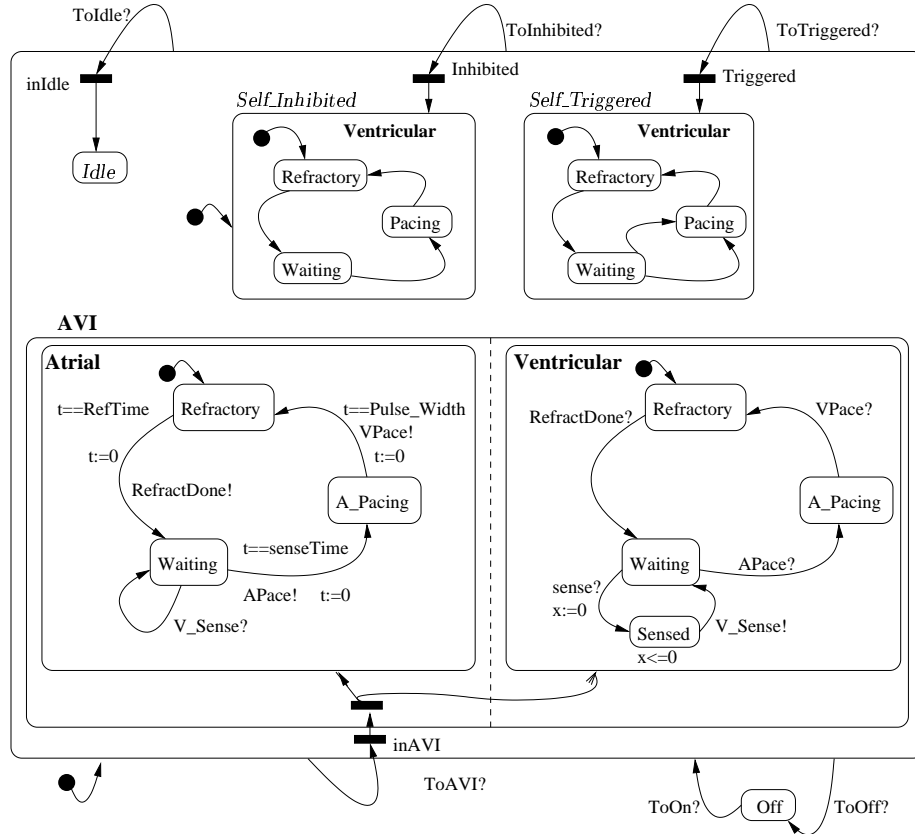 ToIdle?
ToInhibited?
ToTriggered?
inIdle
Inhibited
Triggered
Self_Inhibited
Self_Triggered
Ventricular
Ventricular
Idle
Refractory
Pacing
Waiting
Refractory
Pacing
Waiting
AVI
Atrial
t==RefTime
Refractory
t==Pulse_Width
VPace!
t:=0
t:=0
RefractDone!
A_Pacing
Waiting
t==senseTime
APace!
t:=0
V_Sense?
Ventricular
Refractory
RefractDone?
VPace?
A_Pacing
Waiting
APace?
sense?
x:=0
Sensed
V_Sense!
x<=0
inAVI
ToAVI?
ToOn?
Off
ToOff?